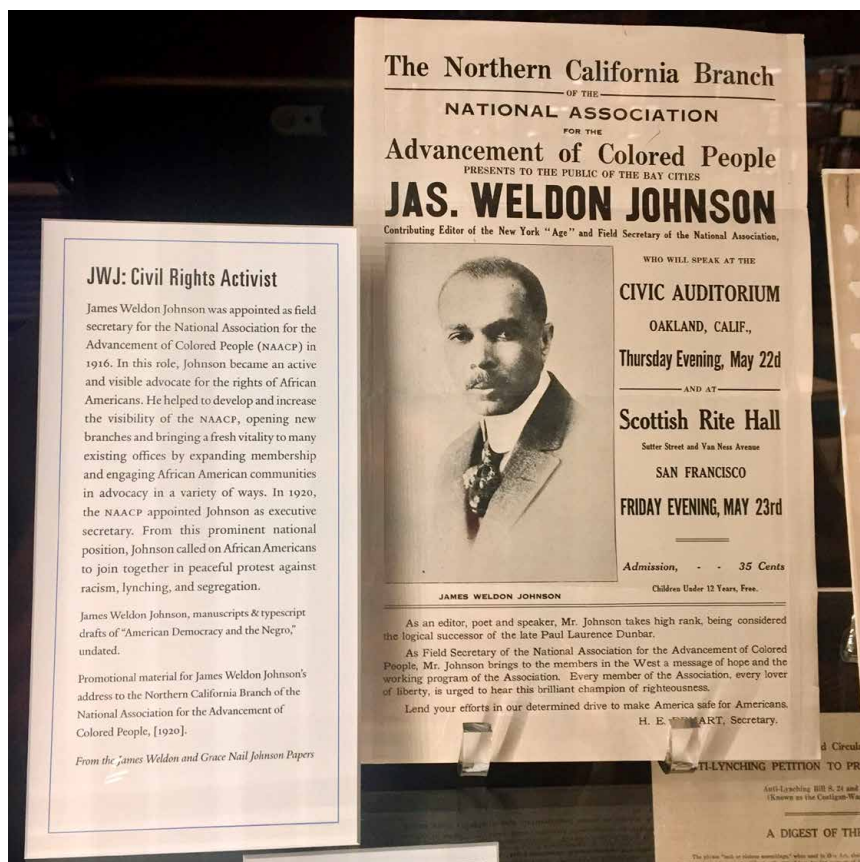 JWJ: Civil Rights Activist
James Weldon Johnson was appointed as field
secretary for the National Association for the
Advancement of Colored People (NAACP) in
1916. In this role, Johnson became an active
and visible advocate for the rights of African
Americans. He helped to develop and increase
the visibility of the NAACP, opening new
branches and bringing a fresh vitality to many
existing offices by expanding membership
and engaging African American communities
in advocacy in a variety of ways. In 1920,
the NAACP appointed Johnson as executive
secretary. From this prominent national
position, Johnson called on African Americans
to join together in peaceful protest against
racism, lynching, and segregation.
James Weldon Johnson, manuscripts & typescript
drafts of “American Democracy and the Negro,”
undated.
Promotional material for James Weldon Johnson’s
address to the Northern California Branch of the
National Association for the Advancement of
Colored People, [1920].
From the James Weldon and Grace Nail Johnson Papers
The Northern California Branch
OF THE
NATIONAL ASSOCIATION
FOR THE
Advancement of Colored People
PRESENTS TO THE PUBLIC OF THE BAY CITIES
JAS. WELDON JOHNSON
Contributing Editor of the New York "Age" and Field Secretary of the National Association,
WHO WILL SPEAK AT THE
CIVIC AUDITORIUM
OAKLAND, CALIF.,
Thursday Evening, May 22d
AND AT
Scottish Rite Hall
Sutter Street and Van Ness Avenue
SAN FRANCISCO
FRIDAY EVENING, MAY 23rd
Admission, - - 35 Cents
Children Under 12 Years, Free.
JAMES WELDON JOHNSON
As an editor, poet and speaker, Mr. Johnson takes high rank, being considered
the logical successor of the late Paul Laurence Dunbar.
As Field Secretary of the National Association for the Advancement of Colored
People, Mr. Johnson brings to the members in the West a message of hope and the
working program of the Association. Every member of the Association, every lover
of liberty, is urged to hear this brilliant champion of righteousness.
Lend your efforts in our determined drive to make America safe for Americans.
H. E. Secretary.
d Circul
TI-LYNCHING PETITION TO PR
Anti-Lynching Bill S. 24 and
(Known as the Costigan-Wa
A DIGEST OF TH